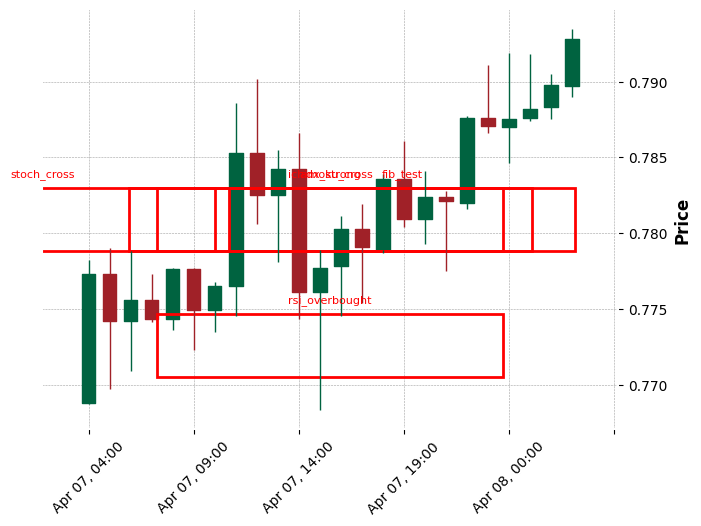 0.790
0.785
stoch_cross
fib_test
0.780
Price
0.775
rsi_overbought
0.770
Apr 07, 04:00
Apr 07, 09:00
Apr 07, 14:00
Apr 07, 19:00
Apr 08, 00:00